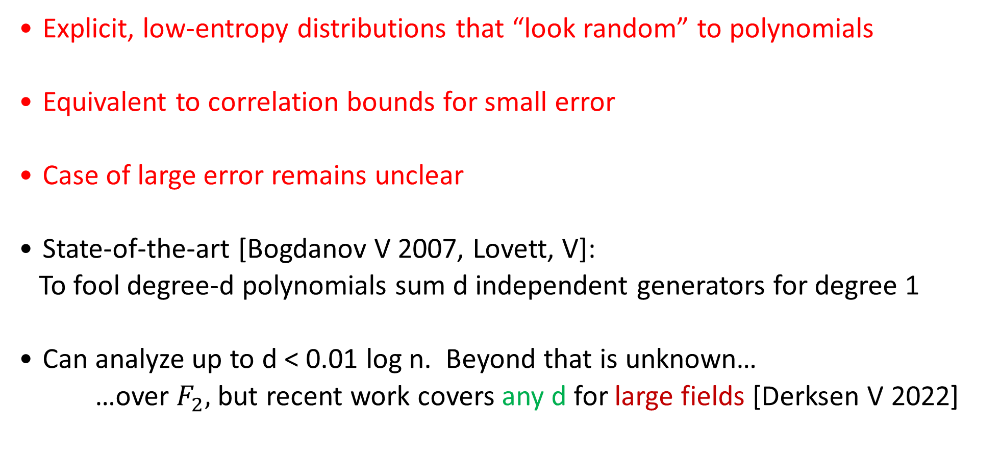 • Explicit, low-entropy distributions that “look random” to polynomials
• Equivalent to correlation bounds for small error
• Case of large error remains unclear
• State-of-the-art [Bogdanov V 2007, Lovett, V]:
To fool degree-d polynomials sum d independent generators for degree 1
• Can analyze up to d < 0.01 log n. Beyond that is unknown…
…over F₂, but recent work covers any d for large fields [Derksen V 2022]